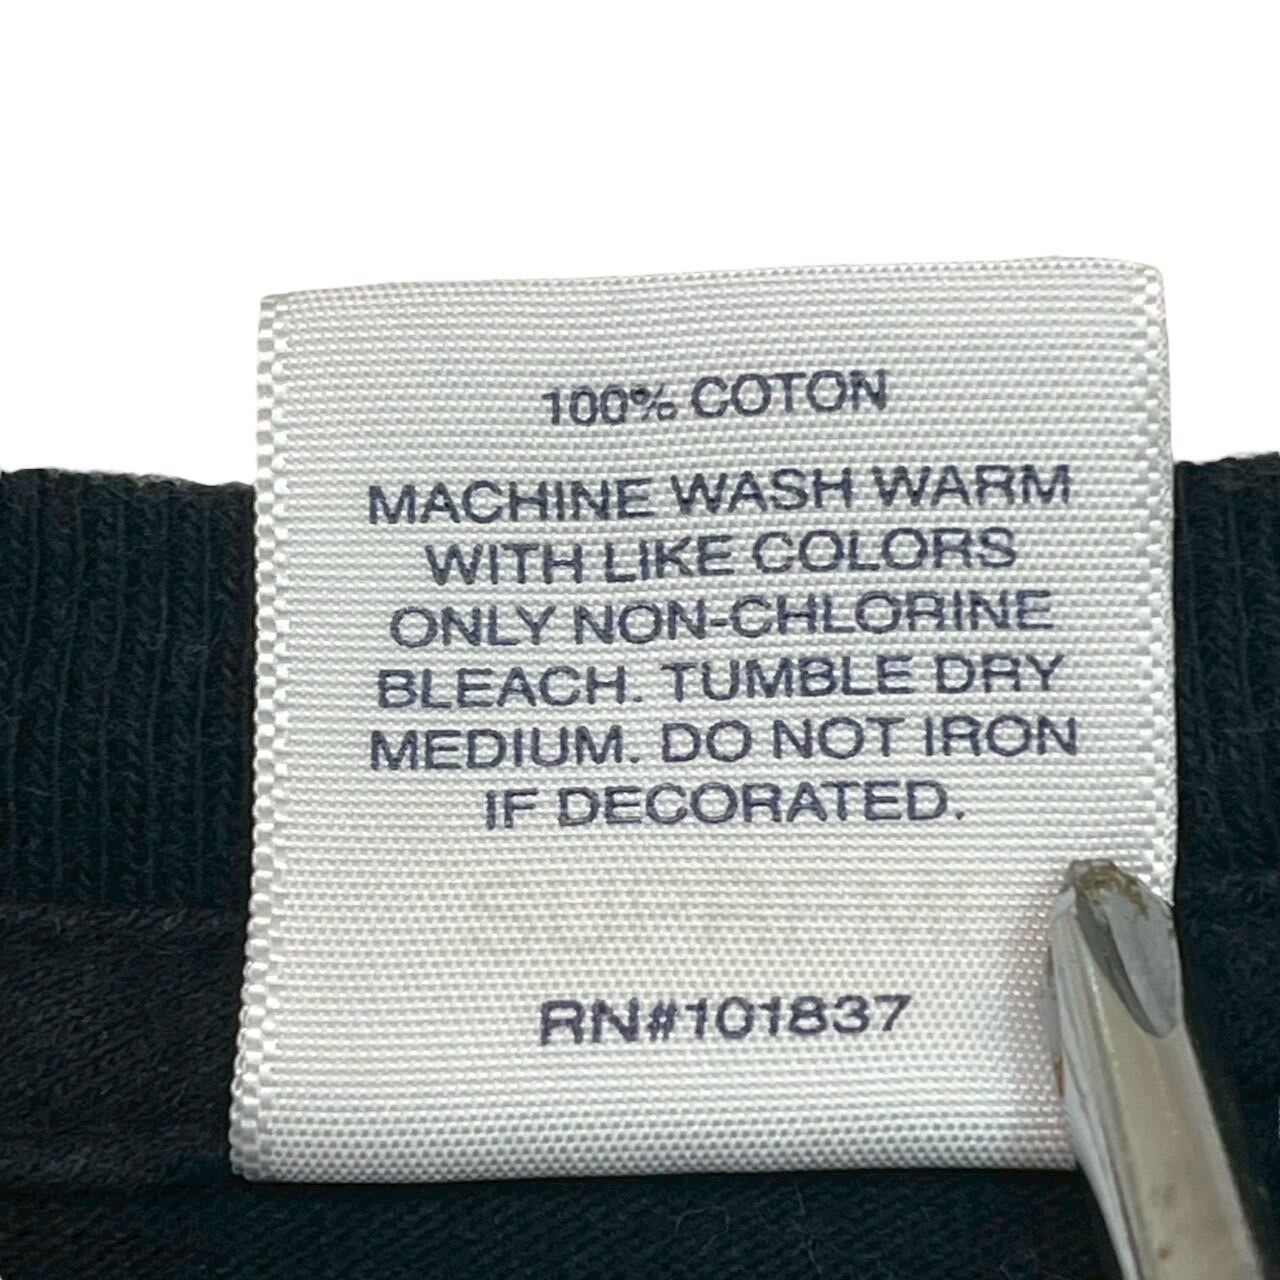 100% COTON
MACHINE WASH WARM
WITH LIKE COLORS
ONLY NON-CHLORINE
BLEACH. TUMBLE DRY
MEDIUM. DO NOT IRON
IF DECORATED.
RN#101837